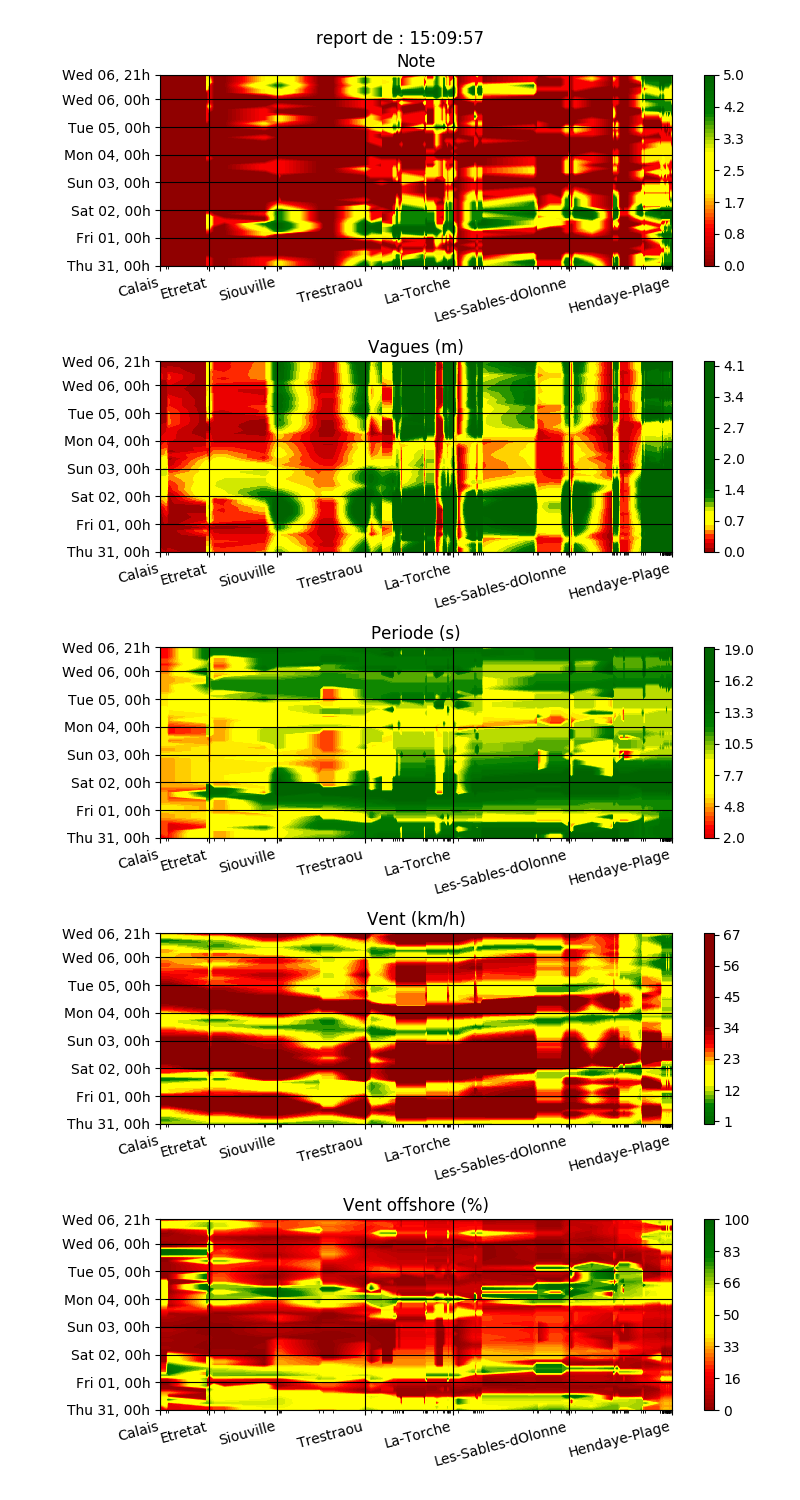 report de : 15:09:57
Note
Wed 06, 21h
Wed 06, 00h
Tue 05, 00h
Mon 04, 00h
Sun 03, 00h
Sat 02, 00h
Fri 01, 00h
Thu 31, 00h
Calais
Etretat
Siouville
Trestraou
La-Torche
Les-Sables-dOlonne
Hendaye-Plage
5.0
4.2
3.3
2.5
1.7
0.8
0.0
Vagues (m)
Wed 06, 21h
Wed 06, 00h
Tue 05, 00h
Mon 04, 00h
Sun 03, 00h
Sat 02, 00h
Fri 01, 00h
Thu 31, 00h
Calais
Etretat
Siouville
Trestraou
La-Torche
Les-Sables-dOlonne
Hendaye-Plage
4.1
3.4
2.7
2.0
1.4
0.7
0.0
Periode (s)
Wed 06, 21h
Wed 06, 00h
Tue 05, 00h
Mon 04, 00h
Sun 03, 00h
Sat 02, 00h
Fri 01, 00h
Thu 31, 00h
Calais
Etretat
Siouville
Trestraou
La-Torche
Les-Sables-dOlonne
Hendaye-Plage
19.0
16.2
13.3
10.5
7.7
4.8
2.0
Vent (km/h)
Wed 06, 21h
Wed 06, 00h
Tue 05, 00h
Mon 04, 00h
Sun 03, 00h
Sat 02, 00h
Fri 01, 00h
Thu 31, 00h
Calais
Etretat
Siouville
Trestraou
La-Torche
Les-Sables-dOlonne
Hendaye-Plage
67
56
45
34
23
12
1
Vent offshore (%)
Wed 06, 21h
Wed 06, 00h
Tue 05, 00h
Mon 04, 00h
Sun 03, 00h
Sat 02, 00h
Fri 01, 00h
Thu 31, 00h
Calais
Etretat
Siouville
Trestraou
La-Torche
Les-Sables-dOlonne
Hendaye-Plage
100
83
66
50
33
16
0